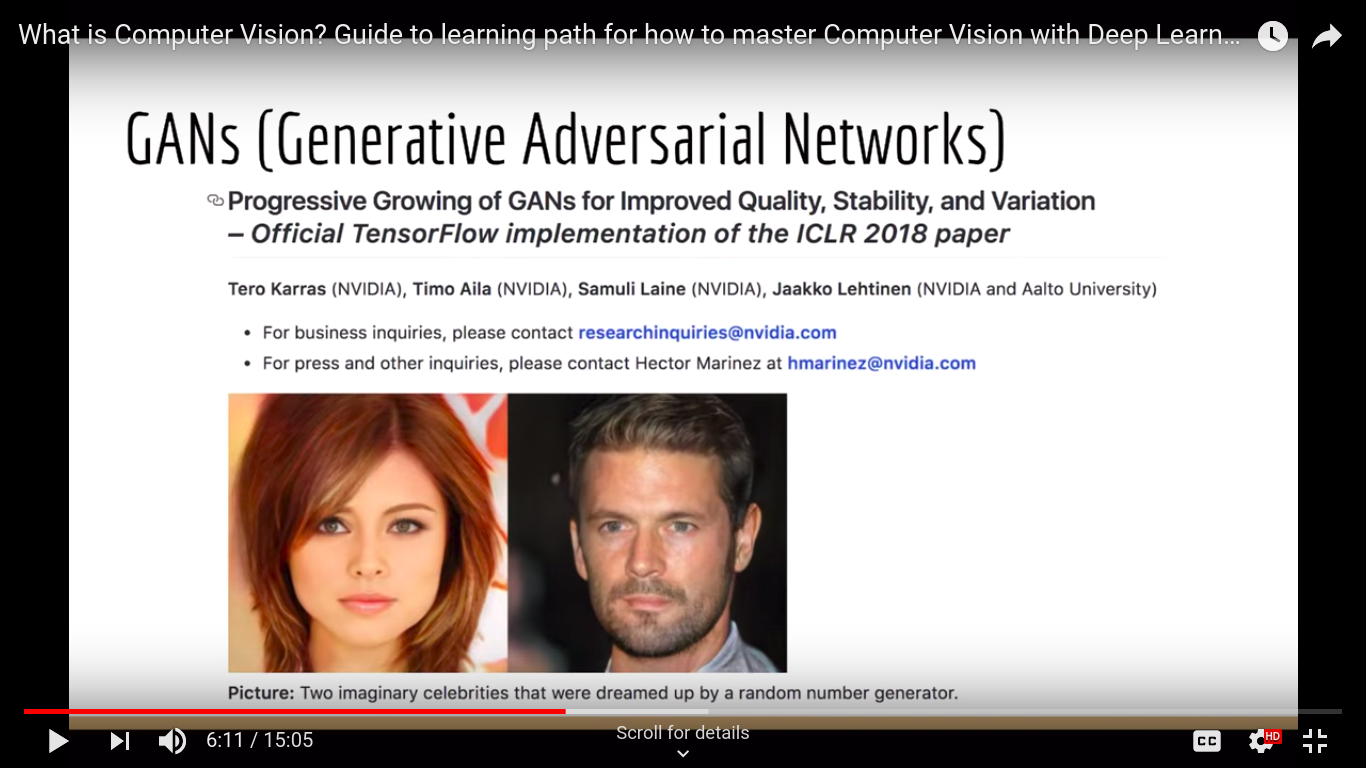 What is Computer Vision? Guide to learning path for how to master Computer Vision with Deep Learn...
GANs (Generative Adversarial Networks)
Progressive Growing of GANs for Improved Quality, Stability, and Variation
– Official TensorFlow implementation of the ICLR 2018 paper
Tero Karras (NVIDIA), Timo Aila (NVIDIA), Samuli Laine (NVIDIA), Jaakko Lehtinen (NVIDIA and Aalto University)
• For business inquiries, please contact researchinquiries@nvidia.com
• For press and other inquiries, please contact Hector Marinez at hmarinez@nvidia.com
Picture: Two imaginary celebrities that were dreamed up by a random number generator.
6:11 / 15:05
Scroll for details
CC
HD